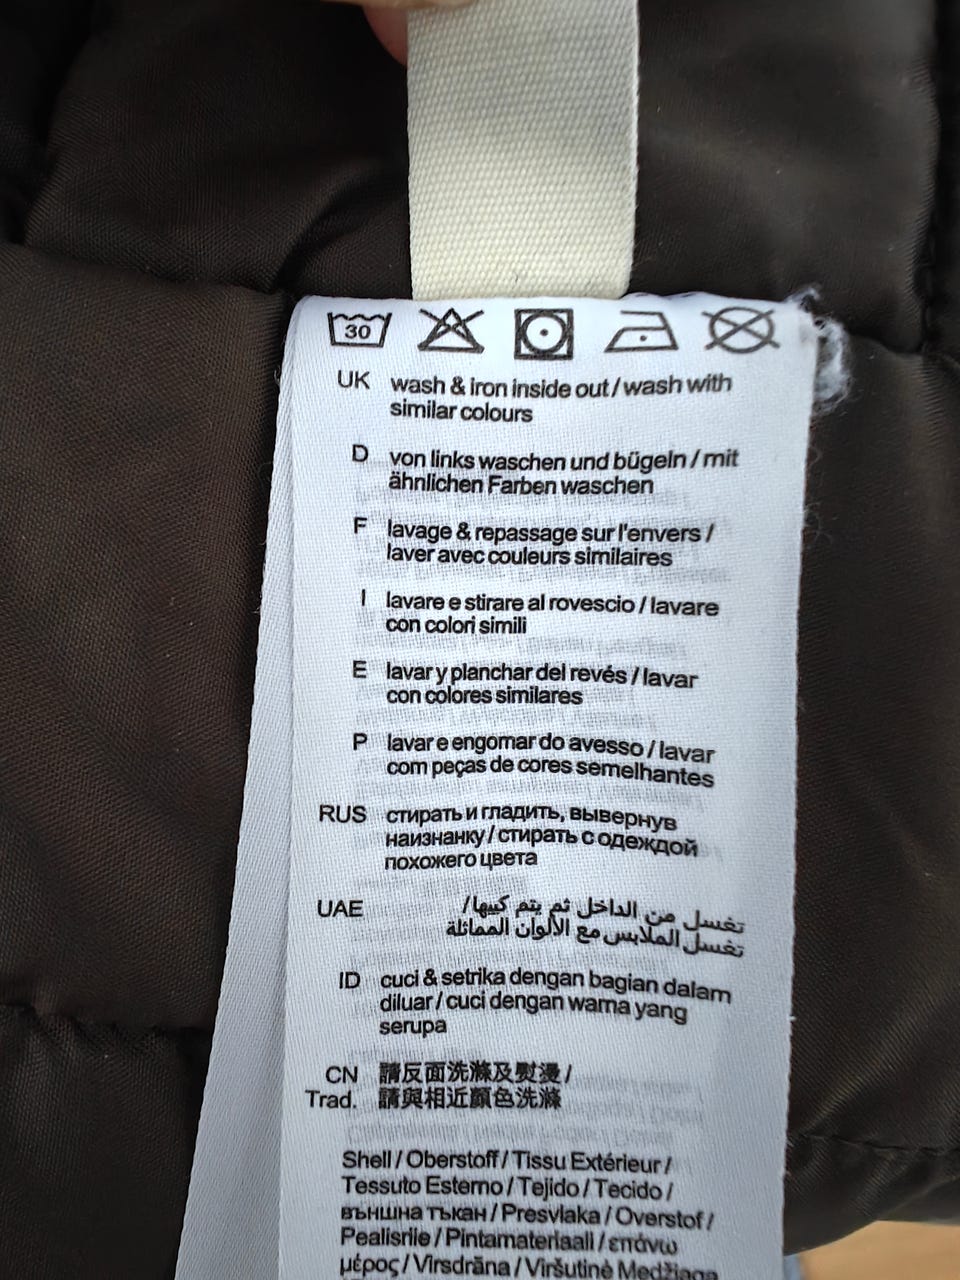 30
UK wash & iron inside out / wash with
similar colours
D von links waschen und bügeln / mit
ähnlichen Farben waschen
F lavage & repassage sur l'envers /
laver avec couleurs similaires
I lavare e stirare al rovescio / lavare
con colori simili
E lavar y planchar del revés / lavar
con colores similares
P lavar e engomar do avesso / lavar
com peças de cores semelhantes
RUS стирать и гладить, вывернув
наизнанку / стирать с одеждой
похожего цвета
UAE تغسل من الداخل ثم يتم كيها/
تغسل الملابس مع الألوان المماثلة
ID cuci & setrika dengan bagian dalam
diluar / cuci dengan warna yang
serupa
CN 請反面洗滌及熨燙 /
Trad. 請與相近顏色洗滌
Shell / Oberstoff / Tissu Extérieur /
Tessuto Esterno / Tejido / Tecido /
външна тъкан / Presvlaka / Overstof /
Pealisriie / Pintamateriaali / επάνω
μέρος / Virsdrāna / Viršutinė Medžiaga